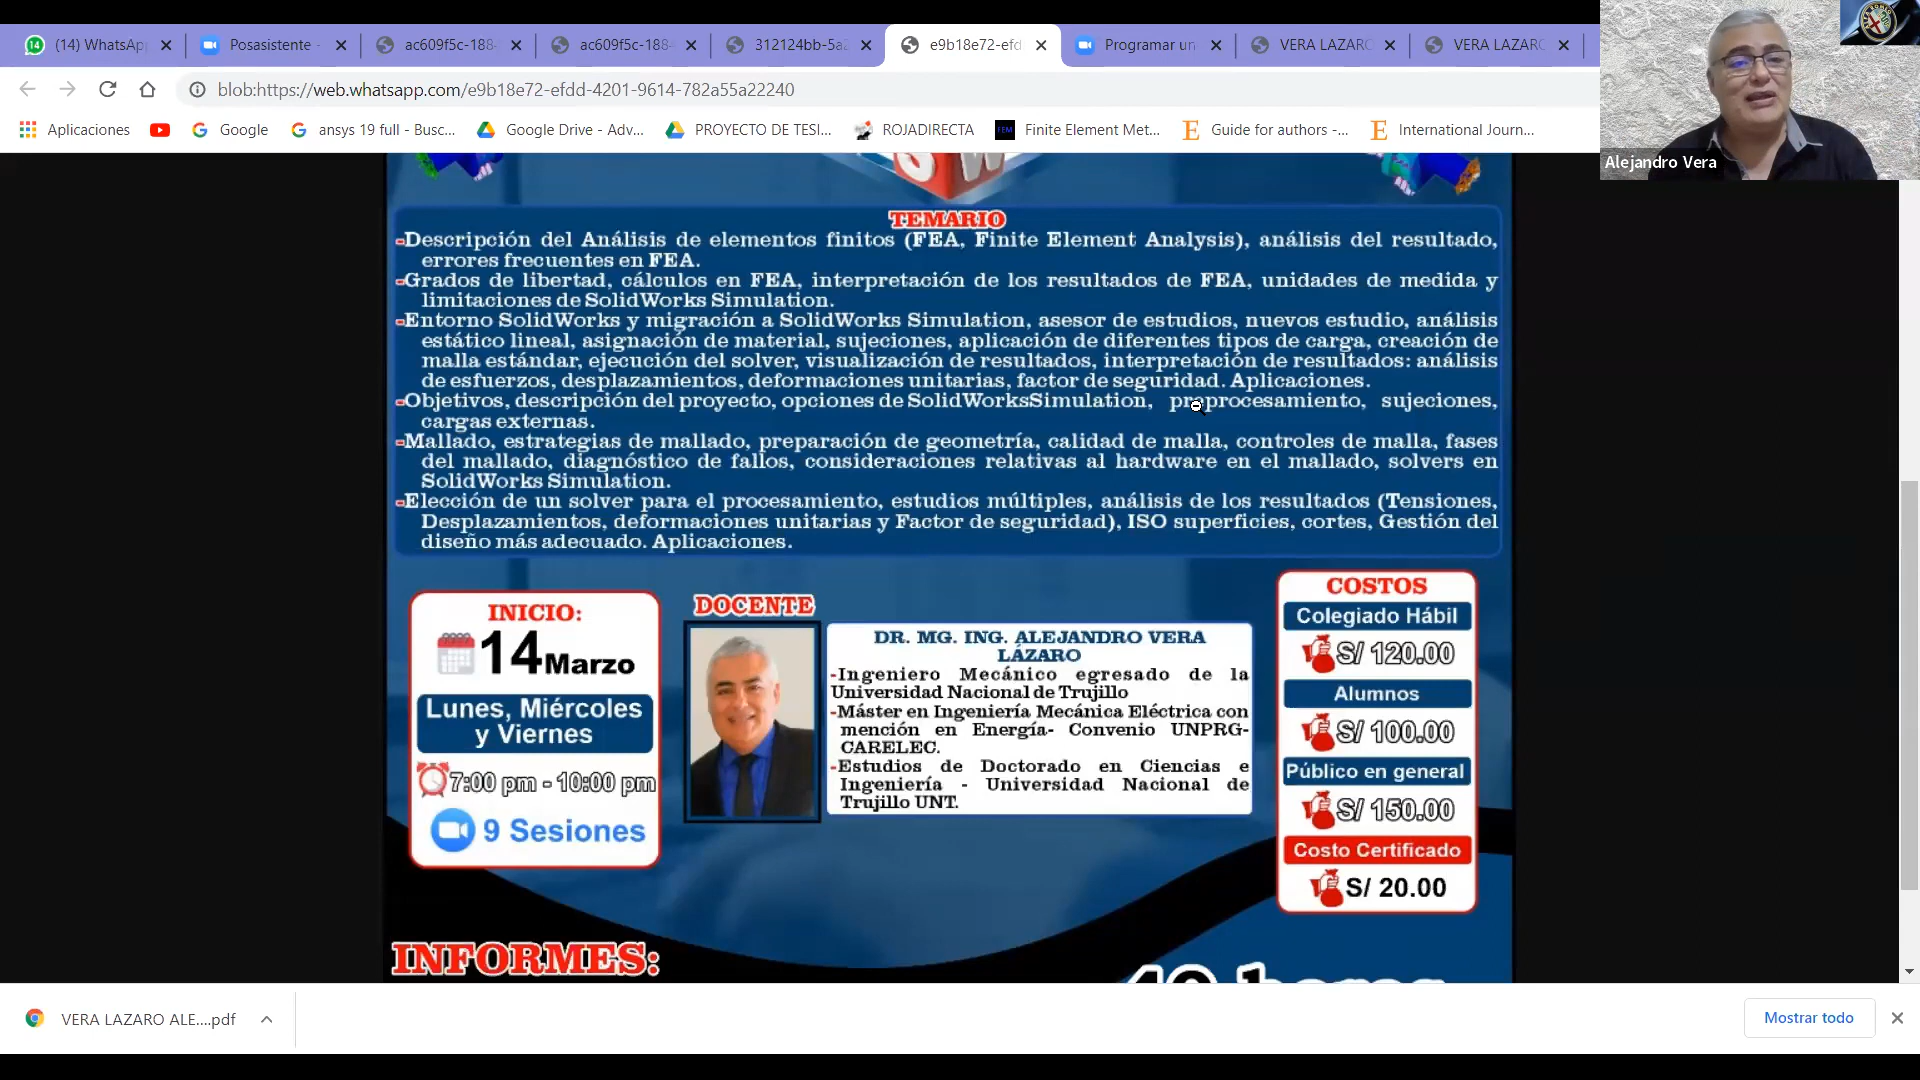 (14) WhatsAp
Posasistente -
ac609f5c-188-
ac609f5c-188-
312124bb-5a2
e9b18e72-efd
Programar un
VERA LAZARO
VERA LAZARO
blob:https://web.whatsapp.com/e9b18e72-efdd-4201-9614-782a55a22240
Aplicaciones
Google
ansys 19 full - Busc...
Google Drive - Adv...
PROYECTO DE TESI...
ROJADIRECTA
Finite Element Met...
Guide for authors -...
International Journ...
Alejandro Vera
TEMARIO
-Descripción del Análisis de elementos finitos (FEA, Finite Element Analysis), análisis del resultado,
errores frecuentes en FEA.
-Grados de libertad, cálculos en FEA, interpretación de los resultados de FEA, unidades de medida y
limitaciones de SolidWorks Simulation.
-Entorno SolidWorks y migración a SolidWorks Simulation, asesor de estudios, nuevos estudio, análisis
estático lineal, asignación de material, sujeciones, aplicación de diferentes tipos de carga, creación de
malla estándar, ejecución del solver, visualización de resultados, interpretación de resultados: análisis
de esfuerzos, desplazamientos, deformaciones unitarias, factor de seguridad. Aplicaciones.
-Objetivos, descripción del proyecto, opciones de SolidWorksSimulation, preprocesamiento, sujeciones,
cargas externas.
-Mallado, estrategias de mallado, preparación de geometría, calidad de malla, controles de malla, fases
del mallado, diagnóstico de fallos, consideraciones relativas al hardware en el mallado, solvers en
SolidWorks Simulation.
-Elección de un solver para el procesamiento, estudios múltiples, análisis de los resultados (Tensiones,
Desplazamientos, deformaciones unitarias y Factor de seguridad), ISO superficies, cortes, Gestión del
diseño más adecuado. Aplicaciones.
INICIO:
14 Marzo
Lunes, Miércoles
y Viernes
7:00 pm - 10:00 pm
9 Sesiones
DOCENTE
DR. MG. ING. ALEJANDRO VERA
LÁZARO
-Ingeniero Mecánico egresado de la
Universidad Nacional de Trujillo
-Máster en Ingeniería Mecánica Eléctrica con
mención en Energía- Convenio UNPRG-
CARELEC.
-Estudios de Doctorado en Ciencias e
Ingeniería - Universidad Nacional de
Trujillo UNT.
COSTOS
Colegiado Hábil
S/ 120.00
Alumnos
S/ 100.00
Público en general
S/ 150.00
Costo Certificado
S/ 20.00
INFORMES:
VERA LAZARO ALE....pdf
Mostrar todo